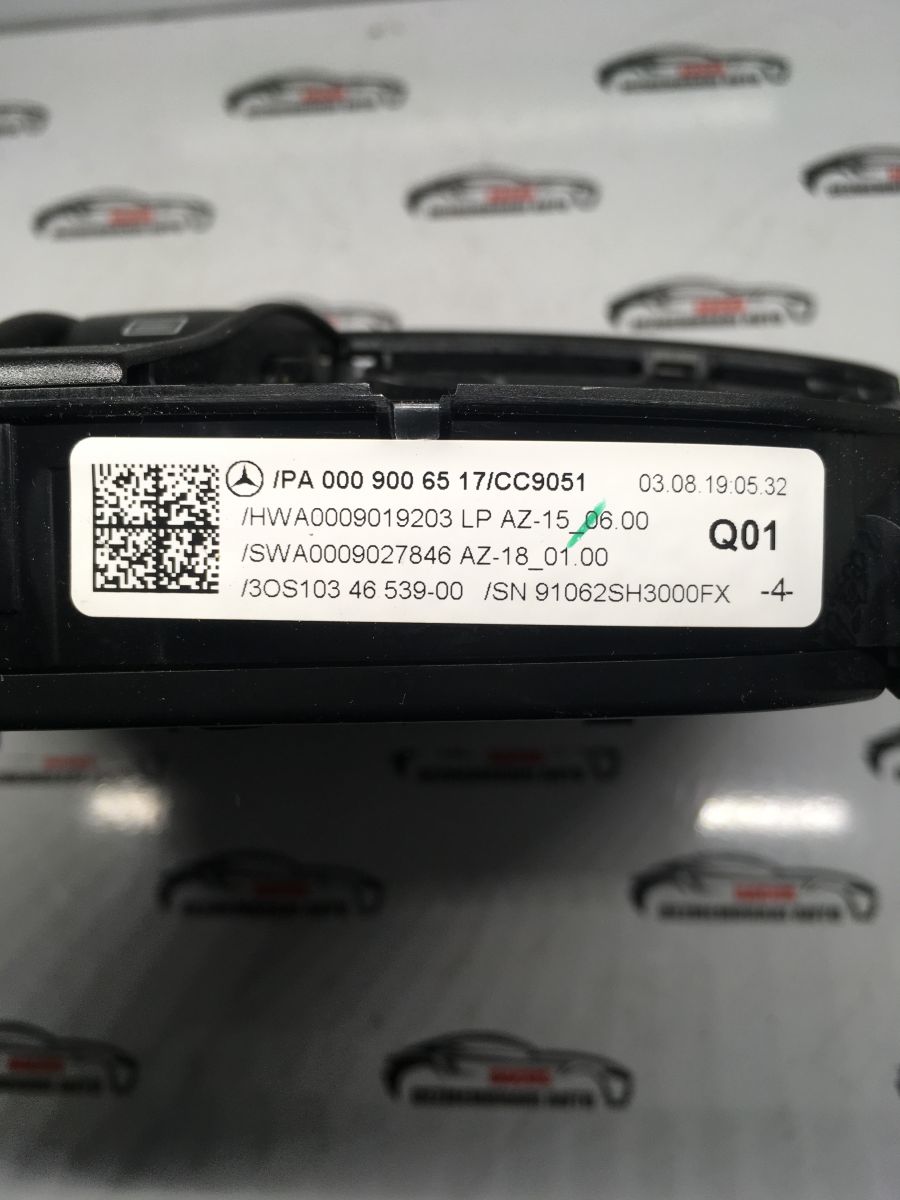 /PA 000 900 65 17/CC9051 03.08.19:05.32
/HWA0009019203 LP AZ-15_06.00
Q01
/SWA0009027846 AZ-18_01.00
/3OS103 46 539-00 /SN 91062SH3000FX -4-